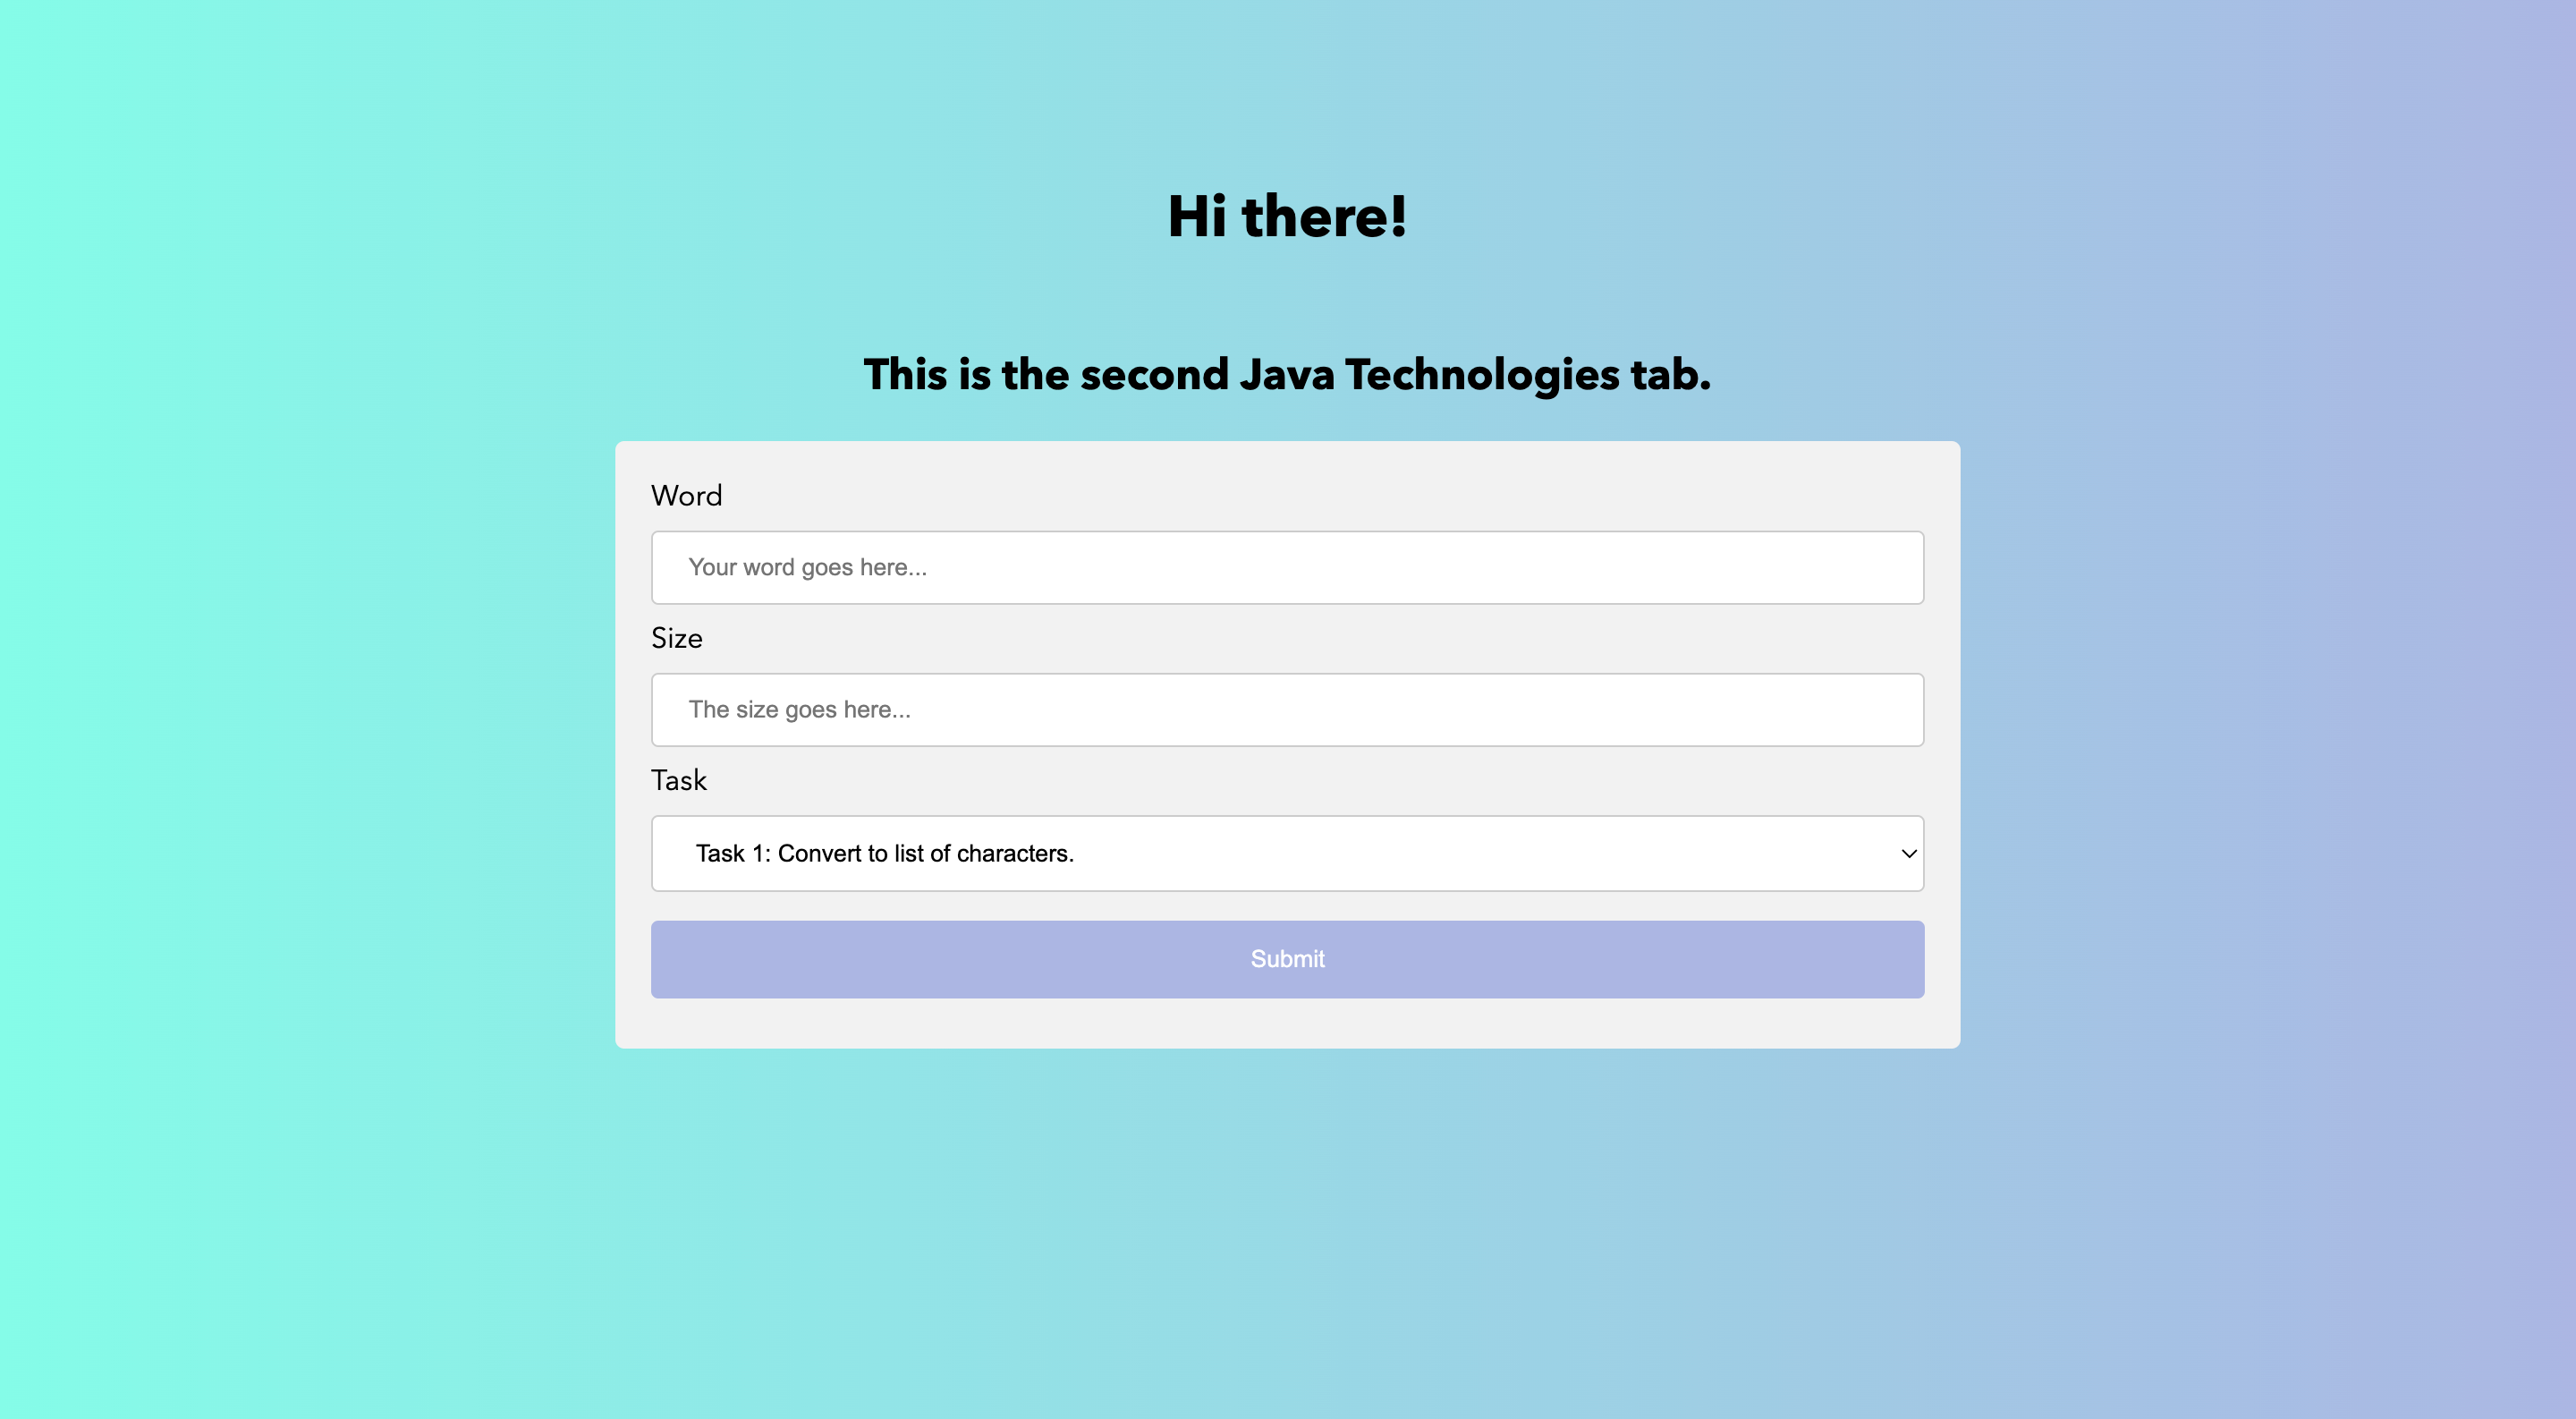 Hi there!
This is the second Java Technologies tab.
Word
Your word goes here...
Size
The size goes here...
Task
Task 1: Convert to list of characters.
Submit